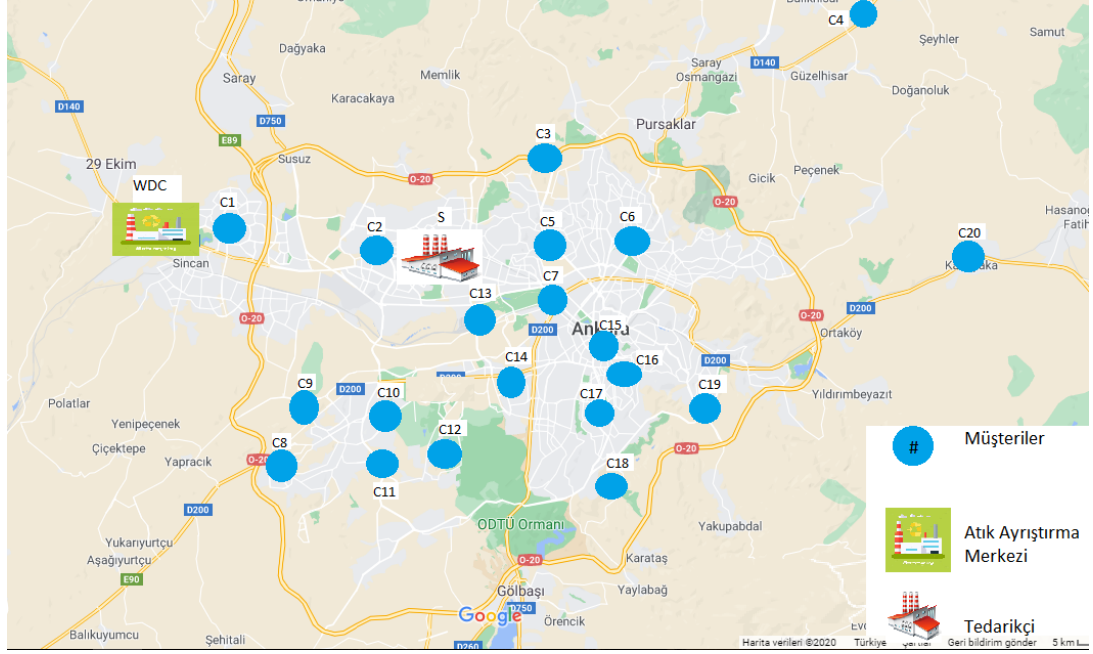 C4
Şeyhler
Samut
Dağyaka
Saray
Osmangazi
D140
Güzelhisar
Memlik
Saray
Doğanoluk
Karacakaya
D140
D750
Pursaklar
E89
C3
29 Ekim
Susuz
Gicik
Peçenek
O-20
WDC
C1
O-20
S
C2
C5
C6
C20
Sincan
C7
C13
O-20
O-20
D200
D200
C15
Ortaköy
C14
C16
D200
C9
D200
C10
C19
Polatlar
C17
Yıldırımbeyazıt
Yenipeçenek
C8
C12
Müşteriler
#
Çiçektepe
Yapracık
O-20
O-20
C11
C18
D200
ODTÜ Ormanı
Yakupabdal
Atık Ayrıştırma
Merkezi
Yukarıyurtçu
Aşağıyurtçu
O-20
Karataş
E90
Gölbaşı
Yaylabağ
Google
D750
Örencik
Tedarikçi
Balıkuyumcu
Şehitali
D260
Harita verileri ©2020 Türkiye Şartlar Geri bildirim gönder 5 km